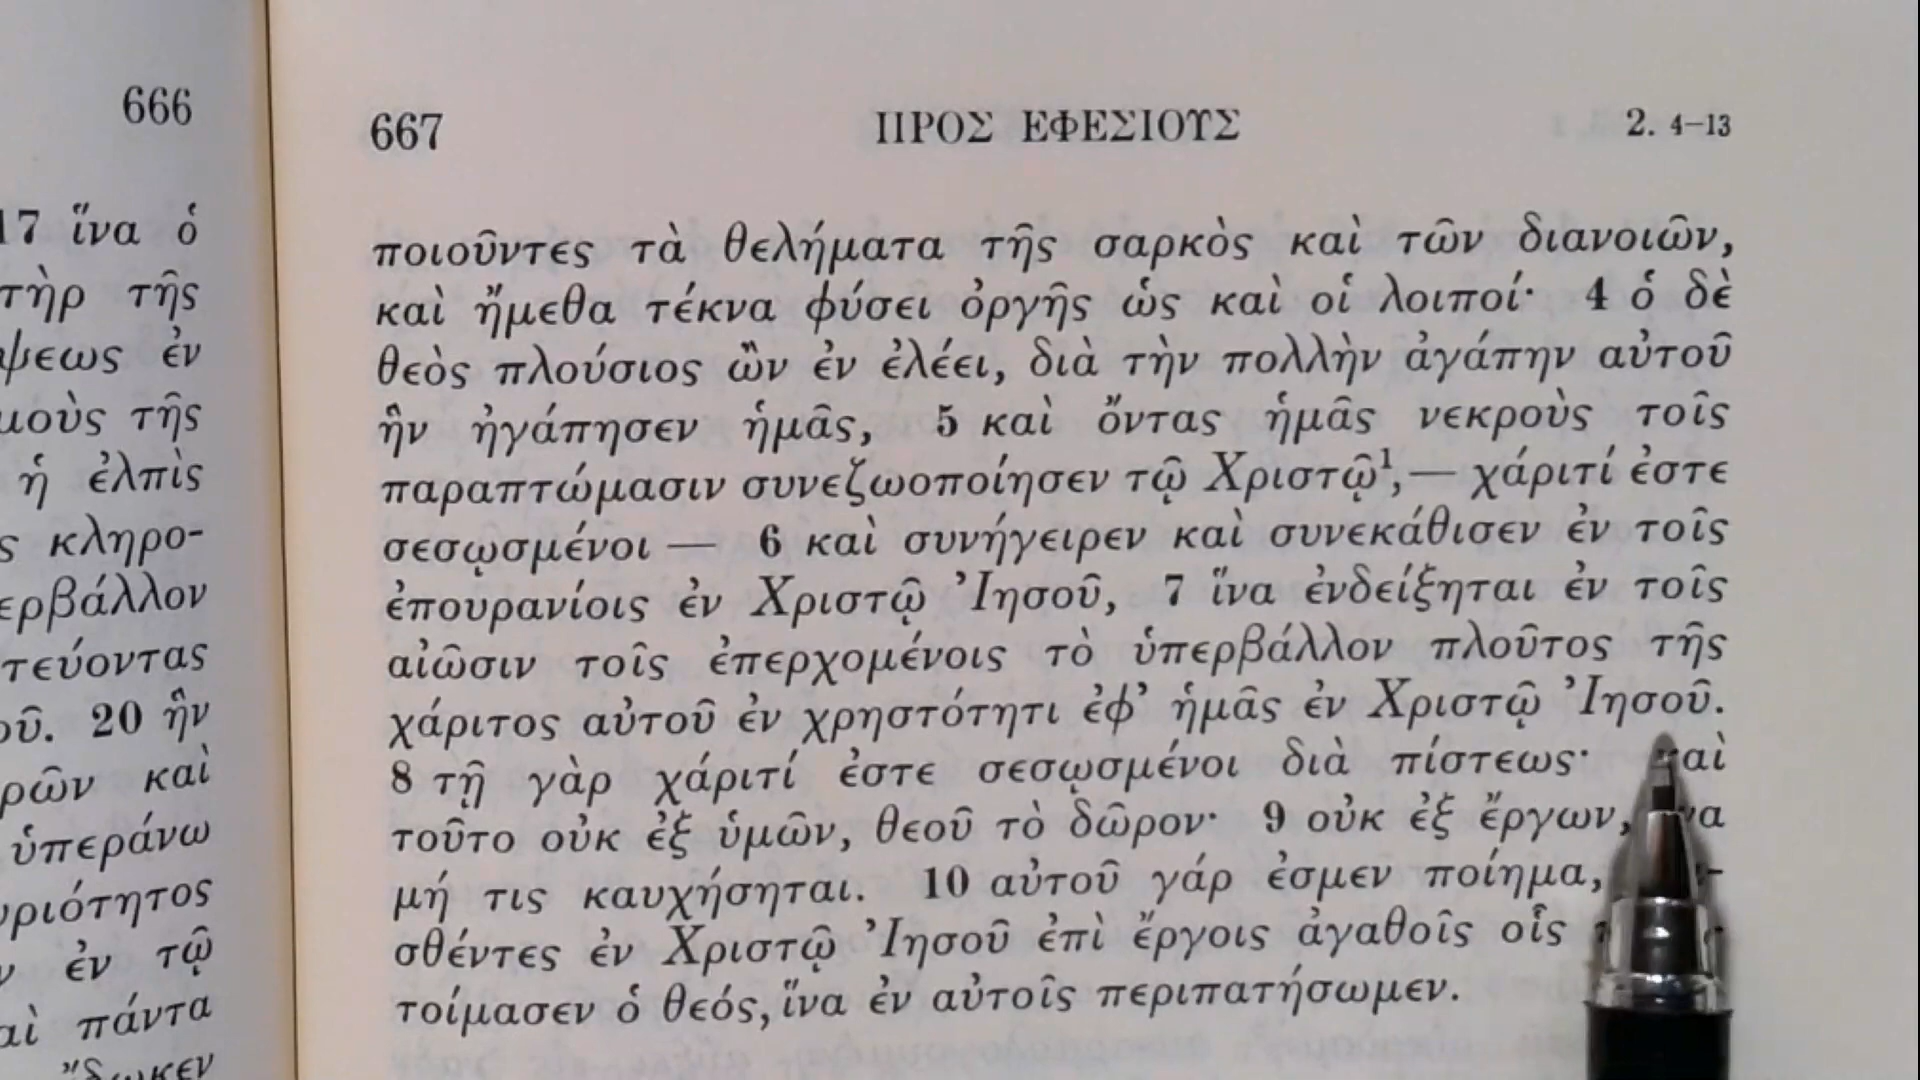 666
17 ἵνα ὁ
τὴρ τῆς
ψεως ἐν
μοὺς τῆς
ἡ ἐλπὶς
ς κληρο-
ερβάλλον
τεύοντας
οῦ. 20 ἣν
ρῶν καὶ
ὑπεράνω
υριότητος
ἐν τῷ
αὶ πάντα
667 ΠΡΟΣ ΕΦΕΣΙΟΥΣ 2. 4–13
ποιοῦντες τὰ θελήματα τῆς σαρκὸς καὶ τῶν διανοιῶν,
καὶ ἤμεθα τέκνα φύσει ὀργῆς ὡς καὶ οἱ λοιποί· 4 ὁ δὲ
θεὸς πλούσιος ὢν ἐν ἐλέει, διὰ τὴν πολλὴν ἀγάπην αὐτοῦ
ἣν ἠγάπησεν ἡμᾶς, 5 καὶ ὄντας ἡμᾶς νεκροὺς τοῖς
παραπτώμασιν συνεζωοποίησεν τῷ Χριστῷ¹,— χάριτί ἐστε
σεσῳσμένοι — 6 καὶ συνήγειρεν καὶ συνεκάθισεν ἐν τοῖς
ἐπουρανίοις ἐν Χριστῷ Ἰησοῦ, 7 ἵνα ἐνδείξηται ἐν τοῖς
αἰῶσιν τοῖς ἐπερχομένοις τὸ ὑπερβάλλον πλοῦτος τῆς
χάριτος αὐτοῦ ἐν χρηστότητι ἐφ’ ἡμᾶς ἐν Χριστῷ Ἰησοῦ.
8 τῇ γὰρ χάριτί ἐστε σεσῳσμένοι διὰ πίστεως· καὶ
τοῦτο οὐκ ἐξ ὑμῶν, θεοῦ τὸ δῶρον· 9 οὐκ ἐξ ἔργων,
μή τις καυχήσηται. 10 αὐτοῦ γάρ ἐσμεν ποίημα,
σθέντες ἐν Χριστῷ Ἰησοῦ ἐπὶ ἔργοις ἀγαθοῖς οἷς
τοίμασεν ὁ θεός, ἵνα ἐν αὐτοῖς περιπατήσωμεν.